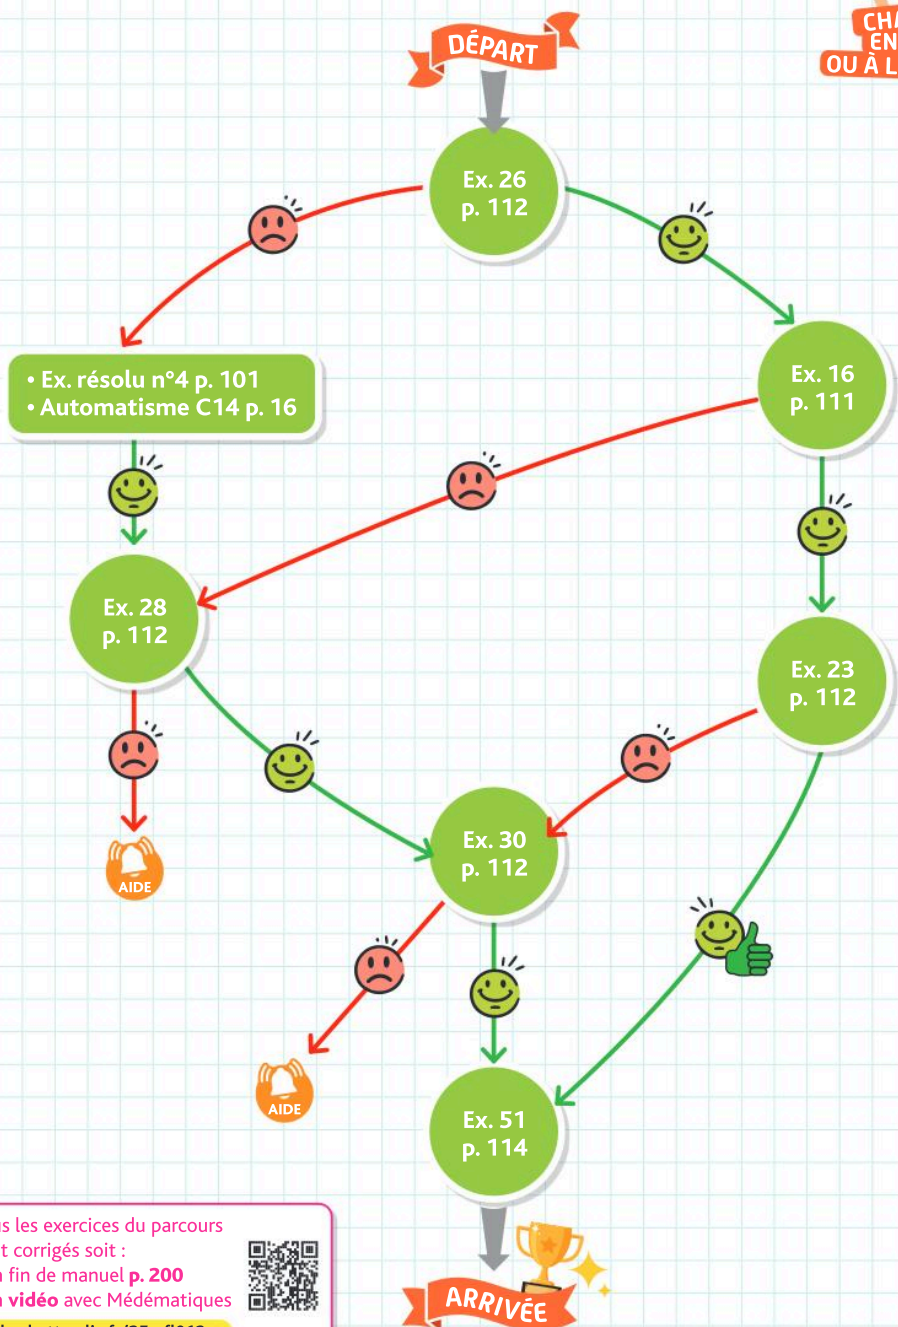 DÉPART
OU À L
Ex. 26
p. 112
• Ex. résolu n°4 p. 101
• Automatisme C14 p. 16
Ex. 16
p. 111
Ex. 28
p. 112
Ex. 23
p. 112
AIDE
Ex. 30
p. 112
AIDE
Ex. 51
p. 114
les exercices du parcours
corrigés soit :
fin de manuel p. 200
vidéo avec Médématiques
ARRIVÉE